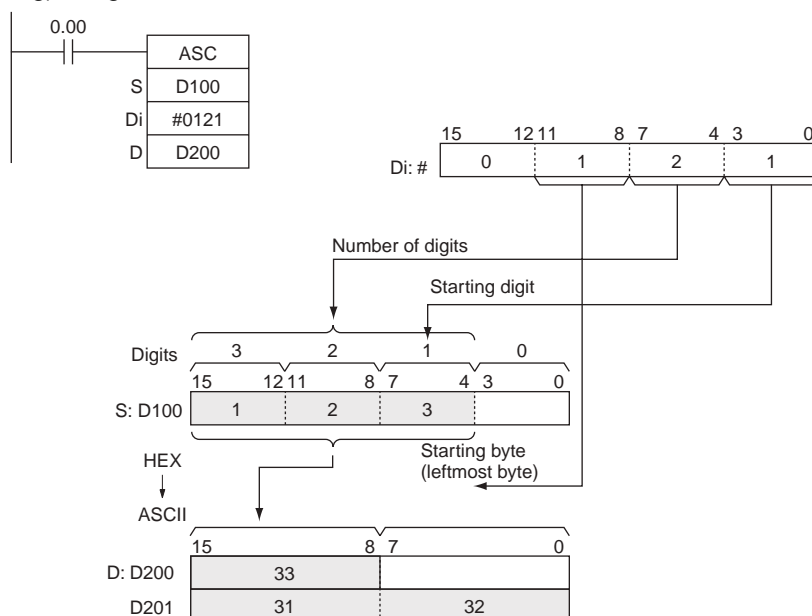 0.00
ASC
S D100
Di #0121
D D200
15 12 11 8 7 4 3 0
Di: # 0 1 2 1
Number of digits
Starting digit
Digits 3 2 1 0
15 12 11 8 7 4 3 0
S: D100 1 2 3
Starting byte
(leftmost byte)
HEX
ASCII
15 8 7 0
D: D200 33
D201 31 32